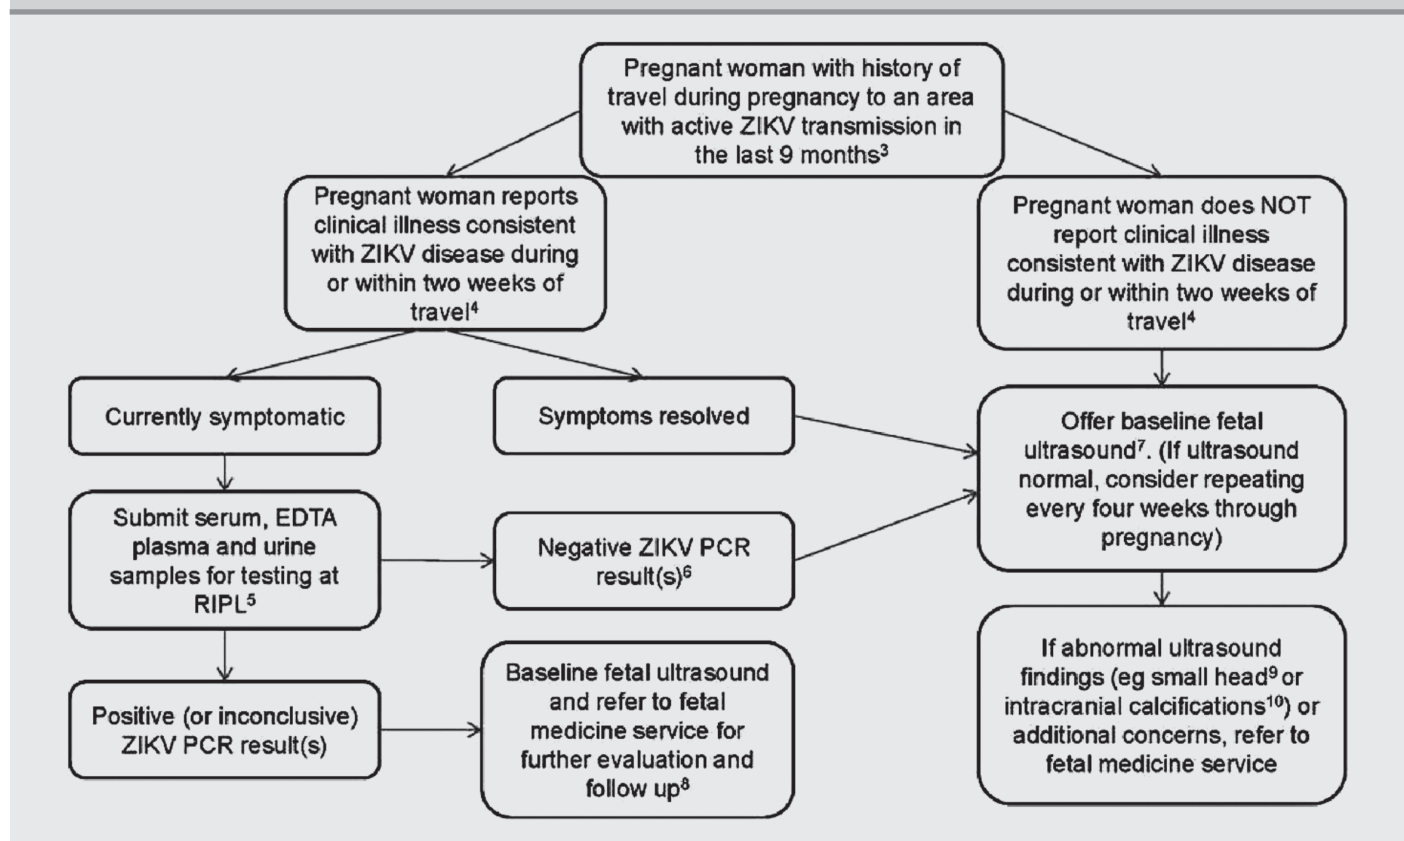 Pregnant woman with history of
travel during pregnancy to an area
with active ZIKV transmission in
the last 9 months³
Pregnant woman reports
clinical illness consistent
with ZIKV disease during
or within two weeks of
travel⁴
Pregnant woman does NOT
report clinical illness
consistent with ZIKV disease
during or within two weeks of
travel⁴
Currently symptomatic
Symptoms resolved
Offer baseline fetal
ultrasound⁷. (If ultrasound
normal, consider repeating
every four weeks through
pregnancy)
Submit serum, EDTA
plasma and urine
samples for testing at
RIPL⁵
Negative ZIKV PCR
result(s)⁶
Positive (or inconclusive)
ZIKV PCR result(s)
Baseline fetal ultrasound
and refer to fetal
medicine service for
further evaluation and
follow up⁸
If abnormal ultrasound
findings (eg small head⁹ or
intracranial calcifications¹⁰) or
additional concerns, refer to
fetal medicine service